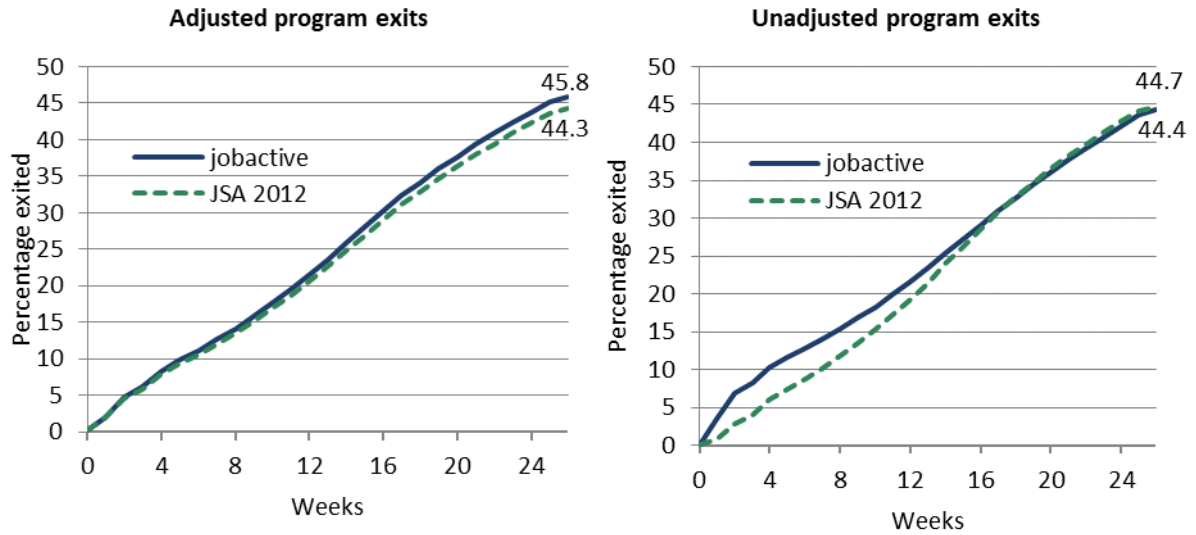 Adjusted program exits
50
45
40
35
30
25
20
15
10
5
0
Percentage exited
45.8
44.3
jobactive
JSA 2012
0 4 8 12 16 20 24
Weeks
Unadjusted program exits
50
45
40
35
30
25
20
15
10
5
0
Percentage exited
44.7
44.4
jobactive
JSA 2012
0 4 8 12 16 20 24
Weeks